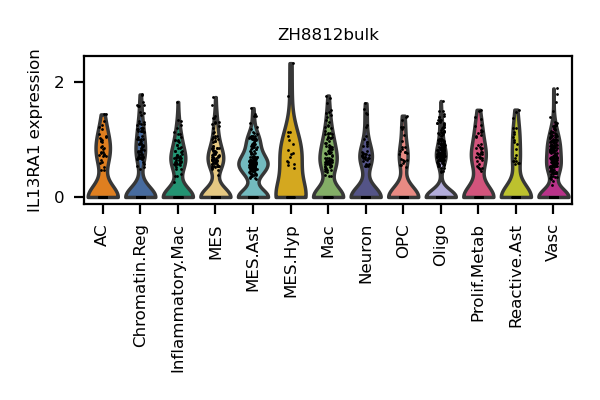 ZH8812bulk
IL13RA1 expression
2
0
AC
Chromatin.Reg
Inflammatory.Mac
MES
MES.Ast
MES.Hyp
Mac
Neuron
OPC
Oligo
Prolif.Metab
Reactive.Ast
Vasc